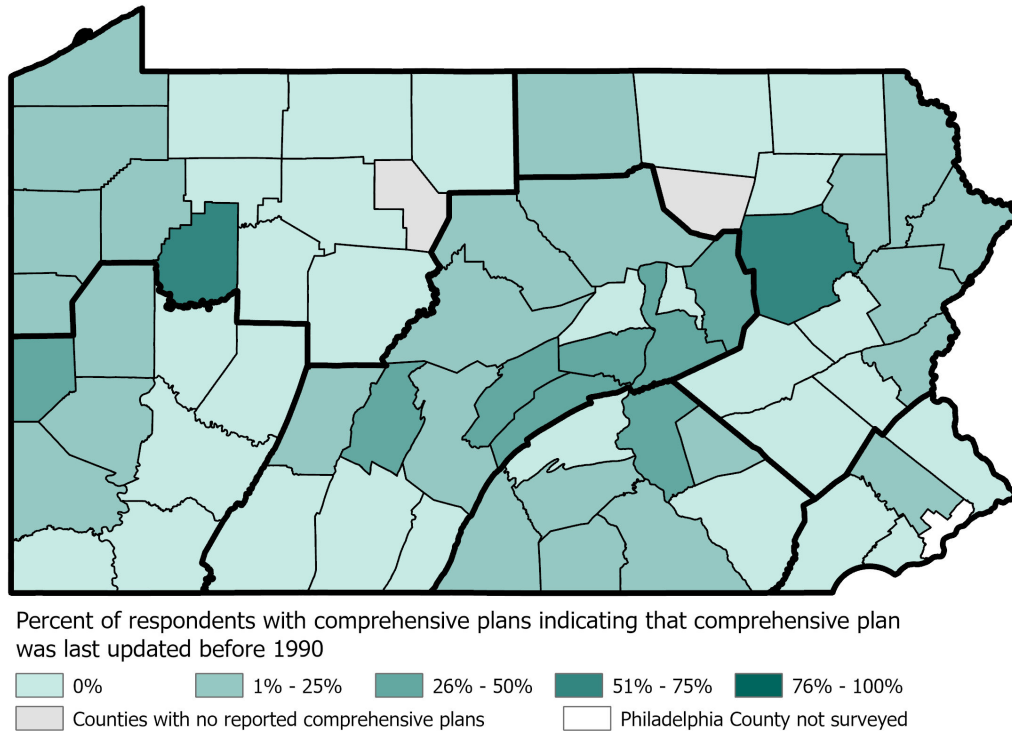 Percent of respondents with comprehensive plans indicating that comprehensive plan
was last updated before 1990
0% 1% - 25% 26% - 50% 51% - 75% 76% - 100%
Counties with no reported comprehensive plans Philadelphia County not surveyed